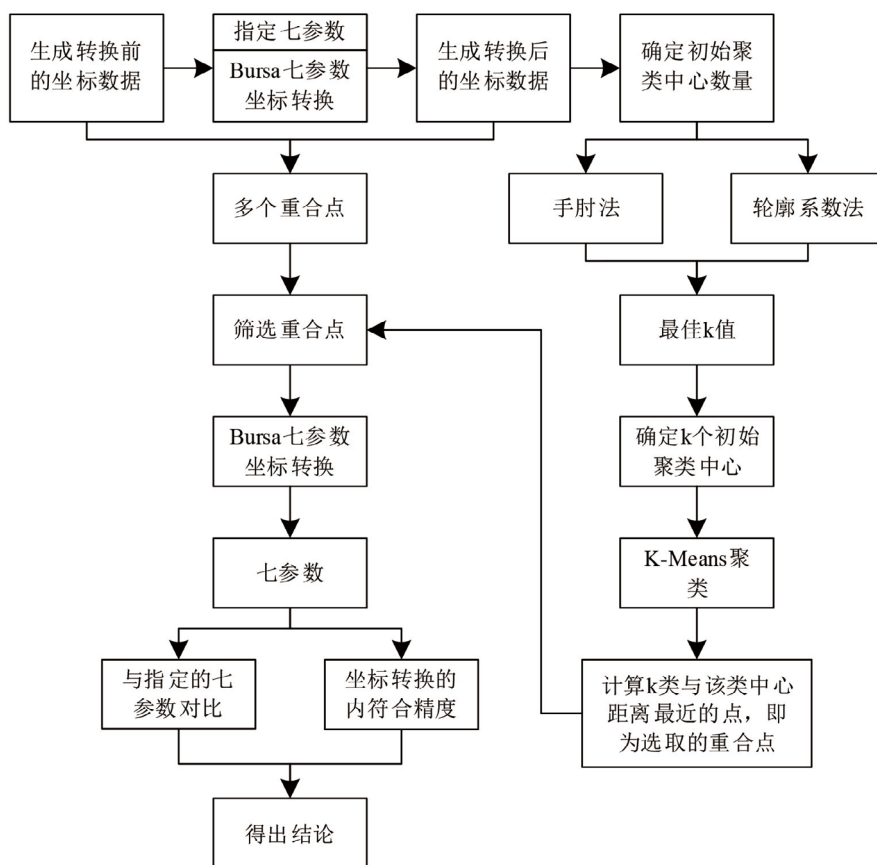 生成转换前
的坐标数据
指定七参数
Bursa七参数
坐标转换
生成转换后
的坐标数据
确定初始聚
类中心数量
多个重合点
手肘法
轮廓系数法
筛选重合点
最佳k值
Bursa七参数
坐标转换
确定k个初始
聚类中心
七参数
K-Means聚
类
与指定的七
参数对比
坐标转换的
内符合精度
计算k类与该类中心
距离最近的点，即
为选取的重合点
得出结论